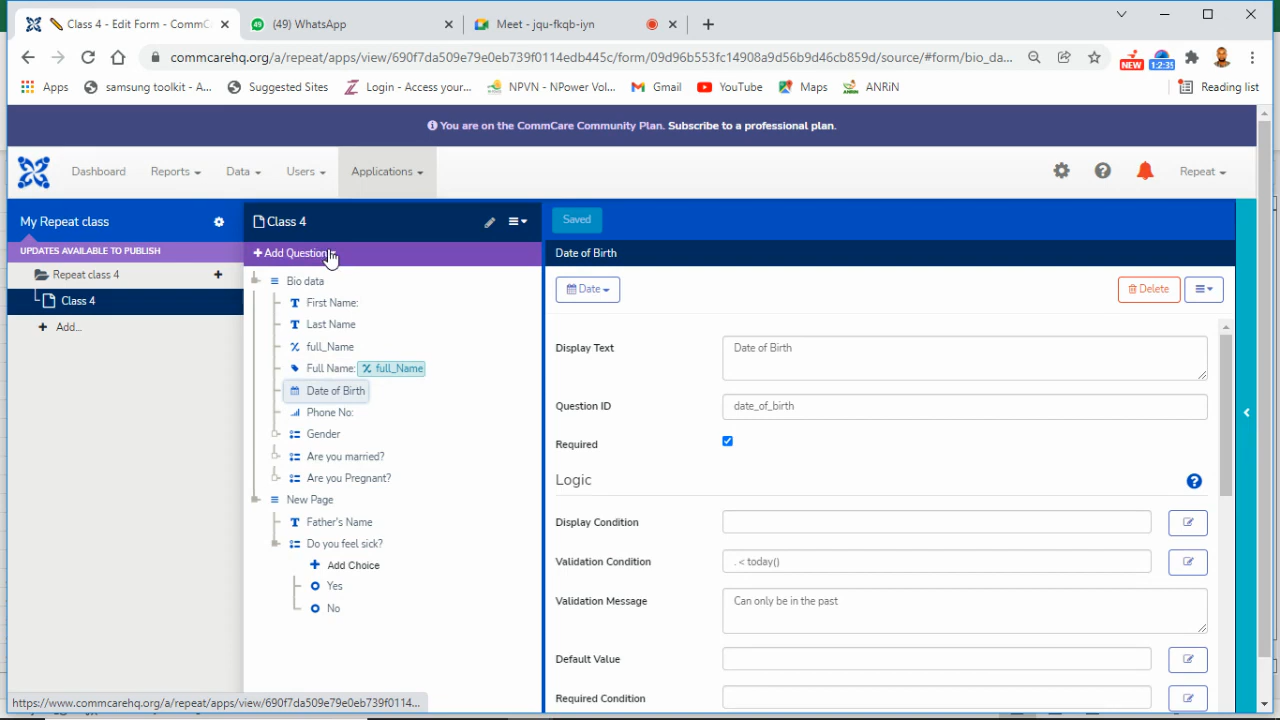 Class 4 - Edit Form - CommC
(49) WhatsApp
Meet - jqu-fkqb-iyn
commcarehq.org/a/repeat/apps/view/690f7da509e79e0eb739f0114edb445c/form/09d96b553fc14908a9d56b9d46cb859d/source/#form/bio_da...
NEW
1:2:35
Apps
samsung toolkit - A...
Suggested Sites
Login - Access your...
NPVN - NPower Vol...
Gmail
YouTube
Maps
ANRiN
Reading list
You are on the CommCare Community Plan. Subscribe to a professional plan.
Dashboard
Reports
Data
Users
Applications
Repeat
My Repeat class
Class 4
Saved
UPDATES AVAILABLE TO PUBLISH
+ Add Question
Date of Birth
Repeat class 4
Class 4
Add...
Bio data
First Name:
Last Name
full_Name
Full Name: full_Name
Date of Birth
Phone No:
Gender
Are you married?
Are you Pregnant?
New Page
Father's Name
Do you feel sick?
Add Choice
Yes
No
Date
Delete
Display Text
Date of Birth
Question ID
date_of_birth
Required
Logic
Display Condition
Validation Condition
. < today()
Validation Message
Can only be in the past
Default Value
Required Condition
https://www.commcarehq.org/a/repeat/apps/view/690f7da509e79e0eb739f0114...